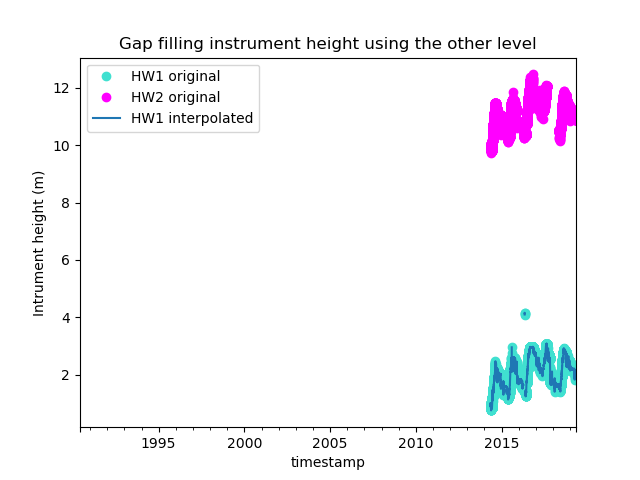 Gap filling instrument height using the other level
HW1 original
HW2 original
HW1 interpolated
12
10
8
6
4
2
Intrument height (m)
1995
2000
2005
2010
2015
timestamp